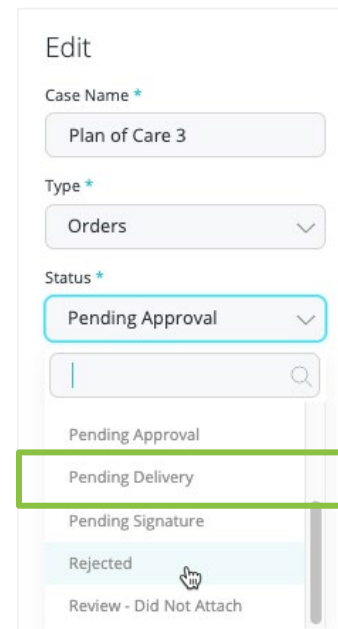 Edit
Case Name *
Plan of Care 3
Type *
Orders
Status *
Pending Approval
Pending Approval
Pending Delivery
Pending Signature
Rejected
Review - Did Not Attach